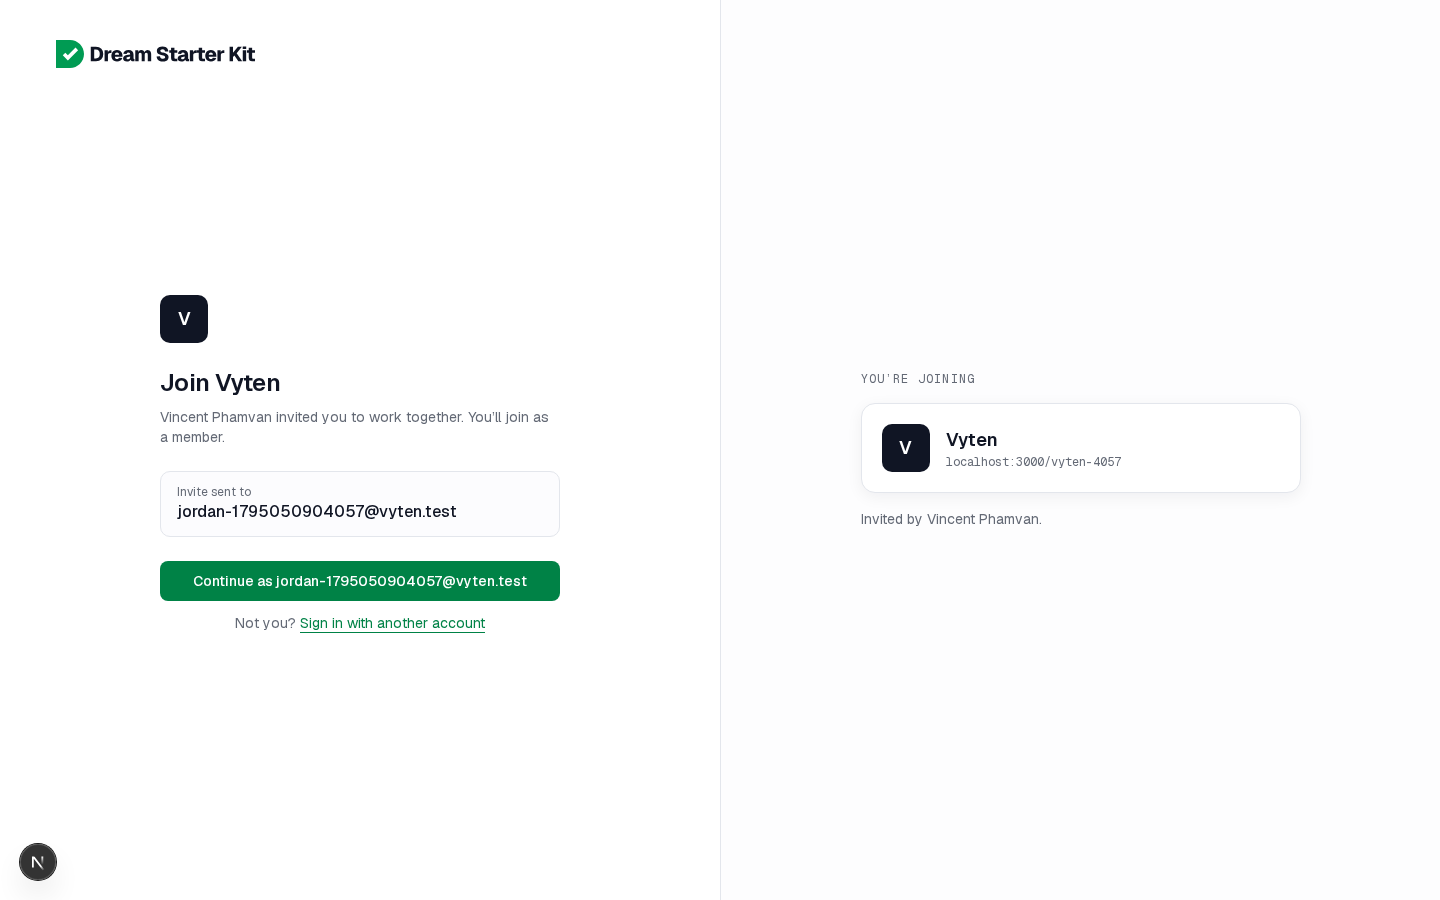 Dream Starter Kit
V
Join Vyten
Vincent Phamvan invited you to work together. You’ll join as
a member.
Invite sent to
jordan-1795050904057@vyten.test
Continue as jordan-1795050904057@vyten.test
Not you? Sign in with another account
N
YOU’RE JOINING
V
Vyten
localhost:3000/vyten-4057
Invited by Vincent Phamvan.